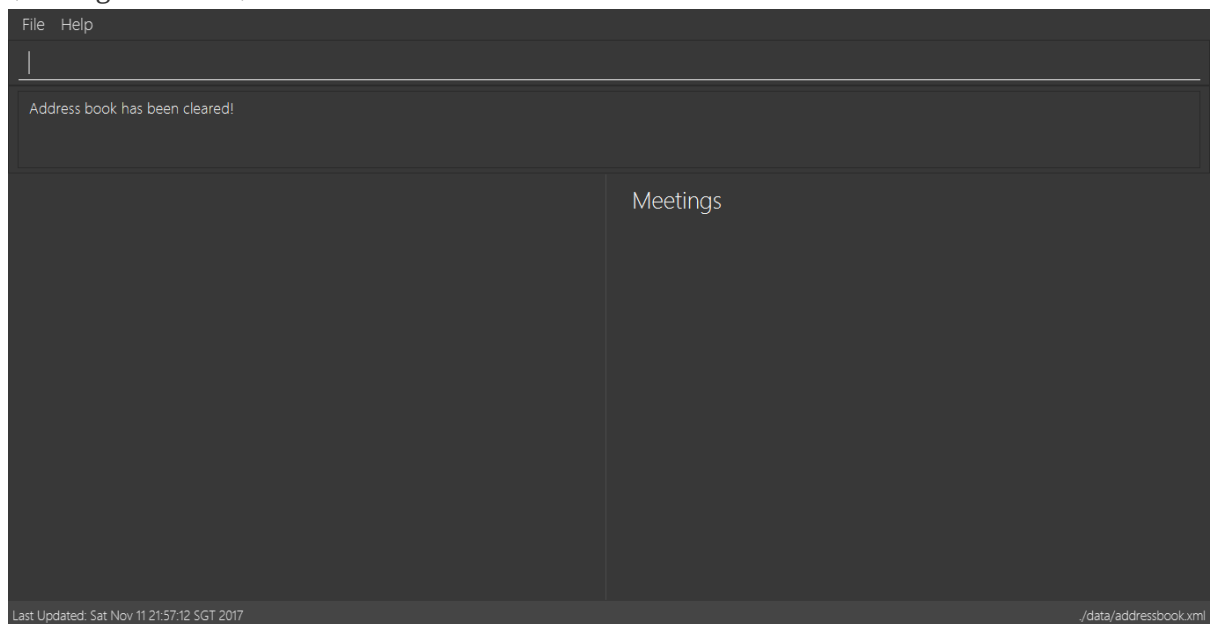 File Help
Address book has been cleared!
Meetings
Last Updated: Sat Nov 11 21:57:12 SGT 2017
./data/addressbook.xml